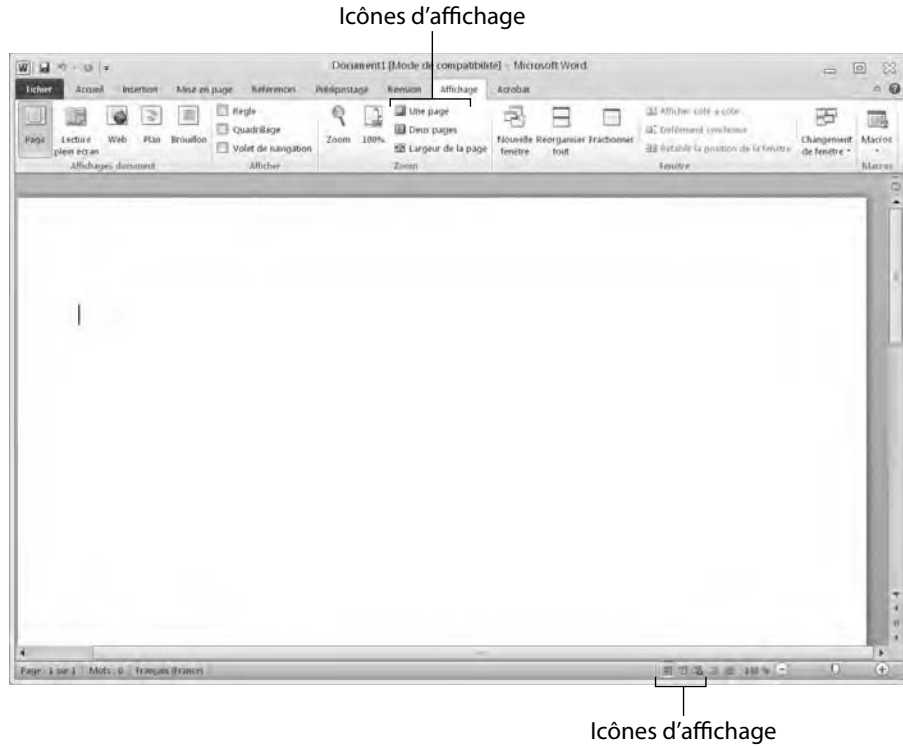 Icônes d'affichage
Document1 [Mode de compatibilité] - Microsoft Word
Fichier Accueil Insertion Mise en page Références Publipostage Révision Affichage Acrobat
Page Lecture plein écran Web Plan Brouillon
Règle
Quadrillage
Volet de navigation
Zoom 100%
Une page
Deux pages
Largeur de la page
Nouvelle fenêtre Réorganiser tout Fractionner
Afficher côte à côte
Défilement synchrone
Rétablir la position de la fenêtre
Changement de fenêtre
Macros
Affichages document Afficher Zoom Fenêtre Macros
Page : 1 sur 1 Mots : 0 Français (France)
Icônes d'affichage